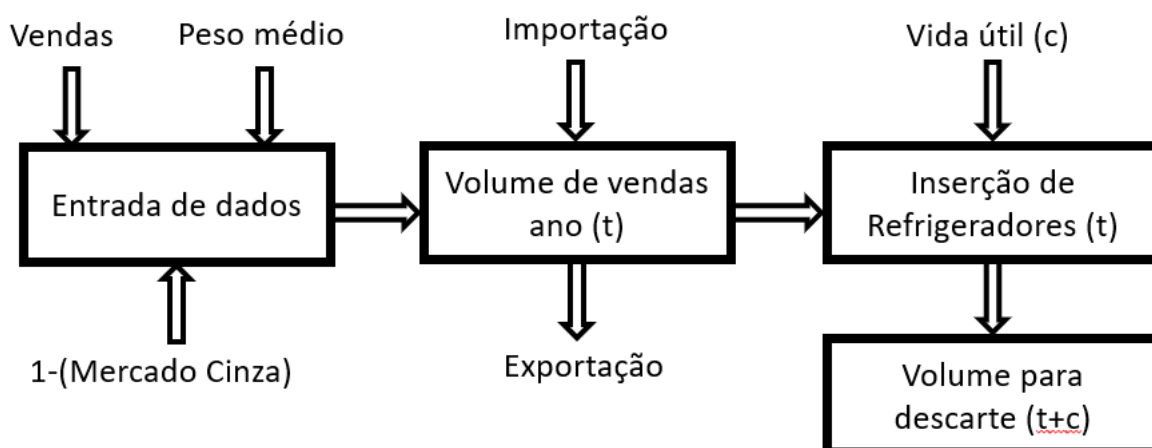 Vendas
Peso médio
Importação
Vida útil (c)
Entrada de dados
Volume de vendas
ano (t)
Inserção de
Refrigeradores (t)
1-(Mercado Cinza)
Exportação
Volume para
descarte (t+c)